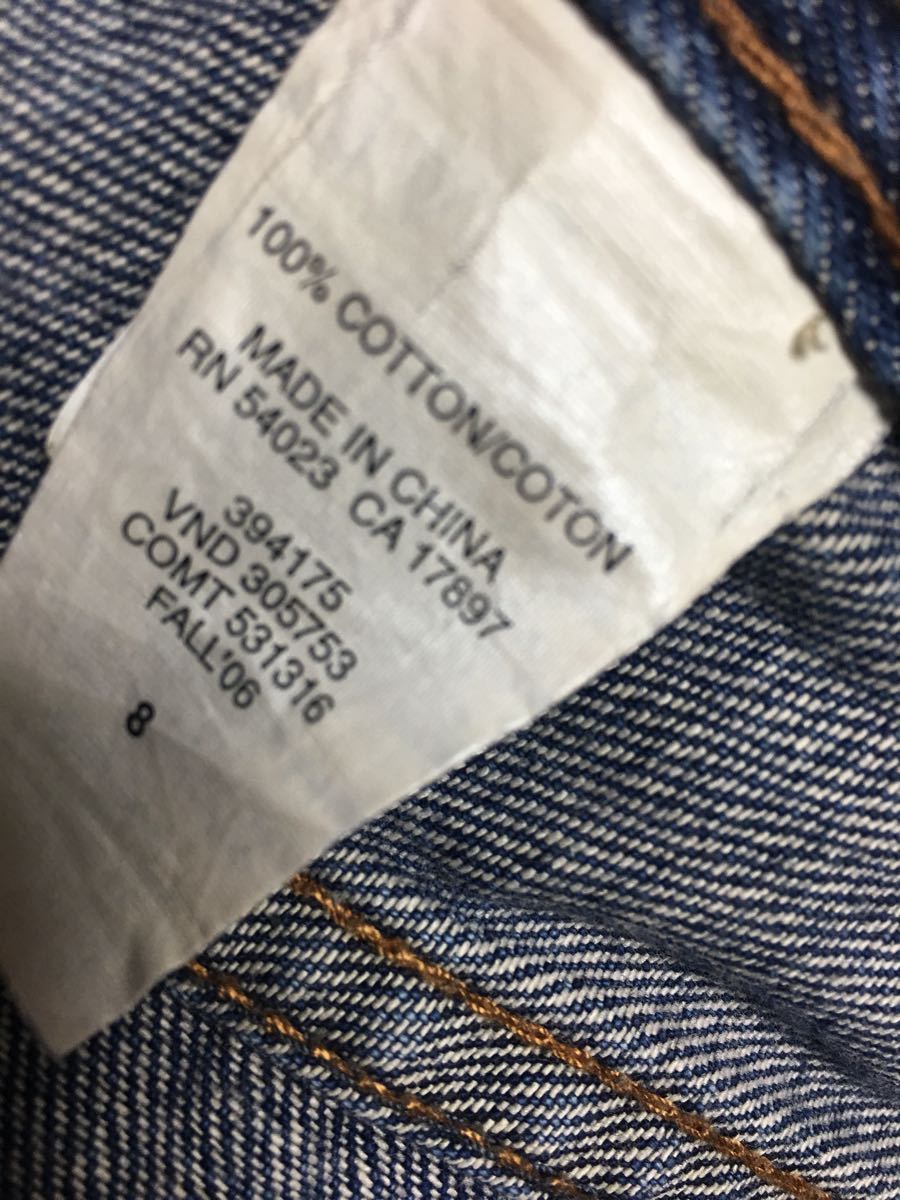 100% COTTON/COTON
MADE IN CHINA
RN 54023 CA 17897
394175
VND 305753
COMT 531316
FALL'06
8